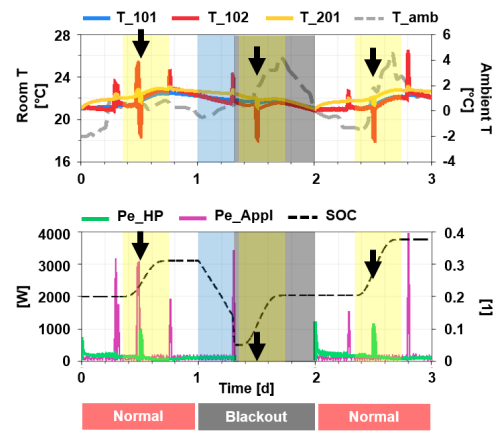 T_101 T_102 T_201 T_amb
Room T
[°C]
28
24
20
16
6
4
2
0
-2
-4
Ambient T
[°C]
0 1 2 3
Pe_HP Pe_Appl SOC
[W]
4000
3000
2000
1000
0
0.4
0.3
0.2
0.1
0
[1]
0 1 2 3
Time [d]
Normal Blackout Normal